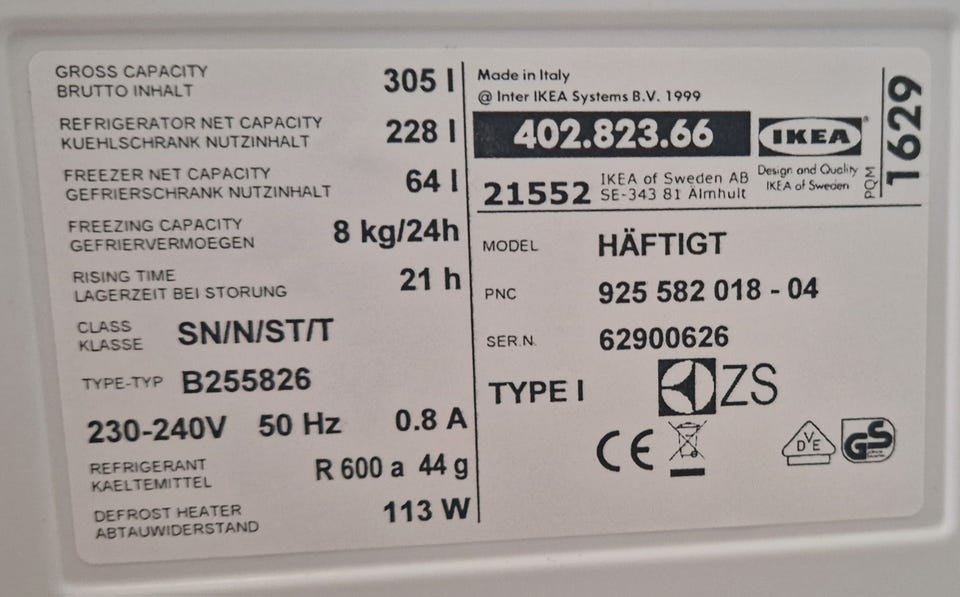 GROSS CAPACITY
BRUTTO INHALT
305 l
REFRIGERATOR NET CAPACITY
KUEHLSCHRANK NUTZINHALT
228 l
FREEZER NET CAPACITY
GEFRIERSCHRANK NUTZINHALT
64 l
FREEZING CAPACITY
GEFRIERVERMOEGEN
8 kg/24h
RISING TIME
LAGERZEIT BEI STORUNG
21 h
CLASS
KLASSE
SN/N/ST/T
TYPE-TYP B255826
230-240V 50 Hz 0.8 A
REFRIGERANT
KAELTEMITTEL
R 600 a 44 g
DEFROST HEATER
ABTAUWIDERSTAND
113 W
Made in Italy
@ Inter IKEA Systems B.V. 1999
402.823.66
IKEA®
21552
IKEA of Sweden AB
SE-343 81 Älmhult
Design and Quality
IKEA of Sweden
PQM
1629
MODEL HÄFTIGT
PNC 925 582 018 - 04
SER.N. 62900626
TYPE I
ZS
CE
DVE
GS